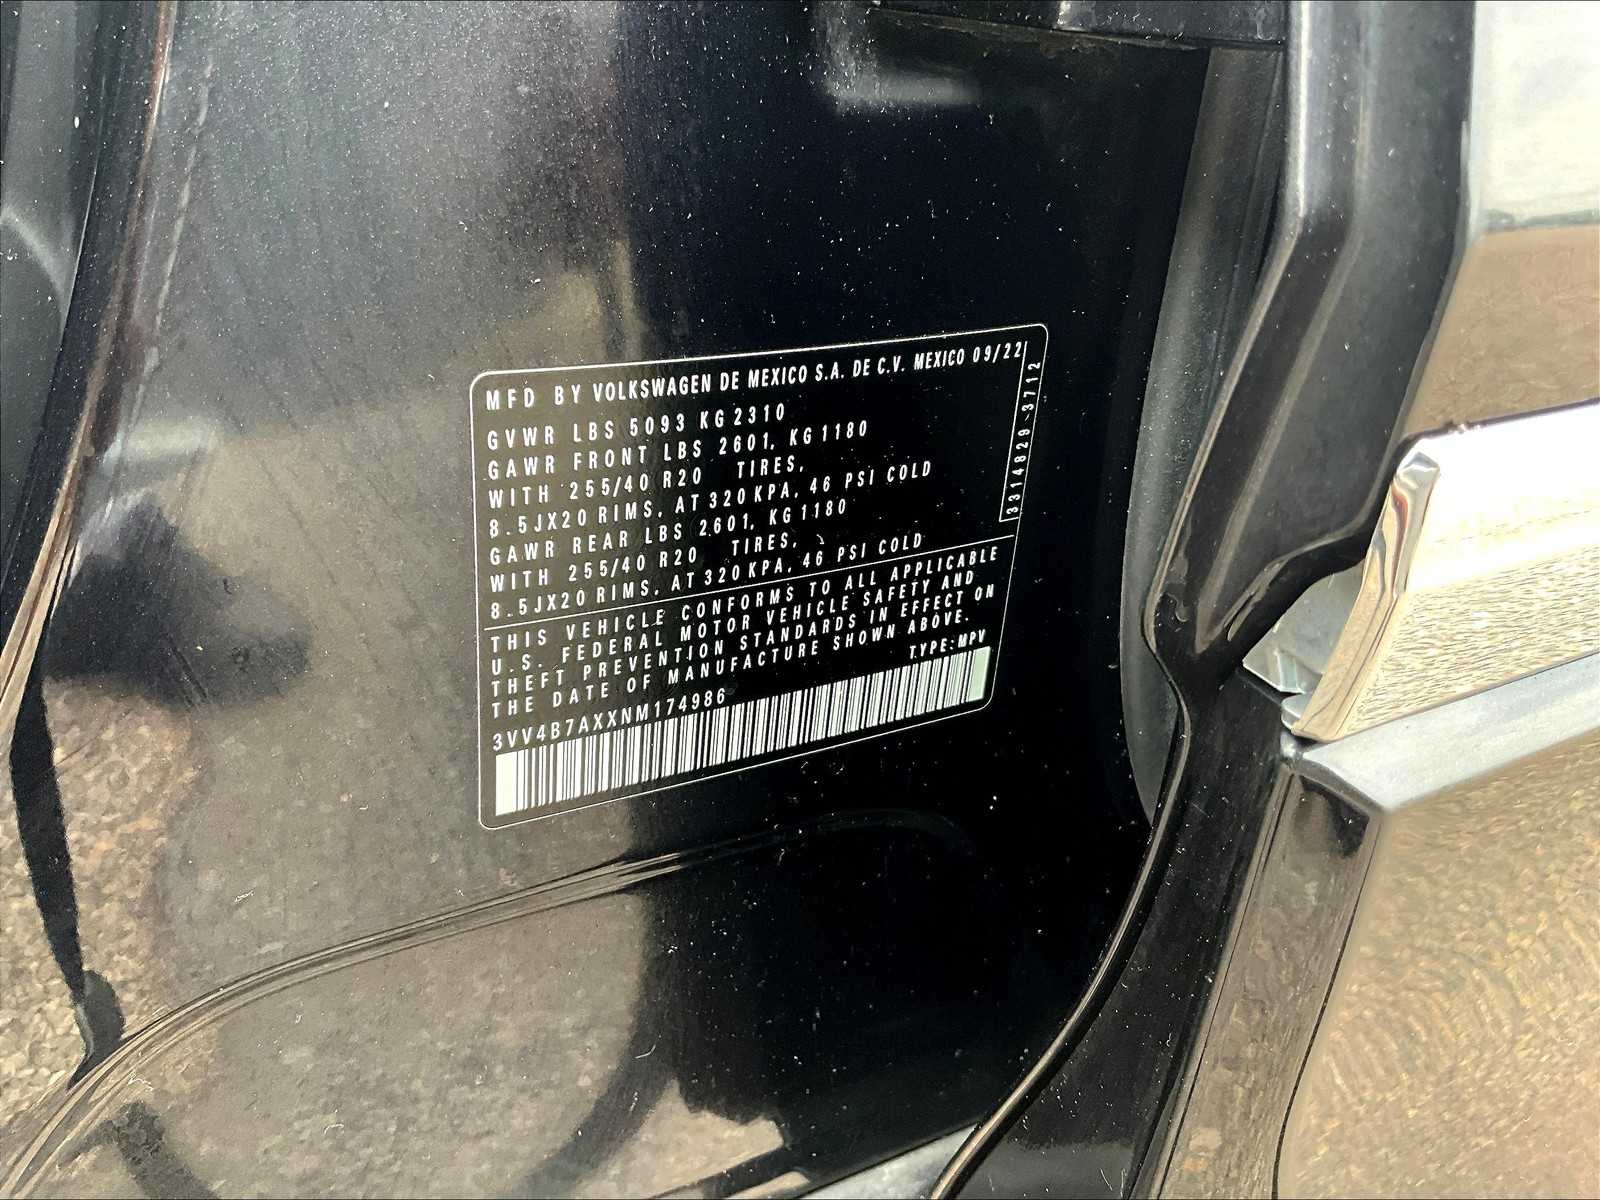 MFD BY VOLKSWAGEN DE MEXICO S.A. DE C.V. MEXICO 09/22
GVWR LBS 5093 KG 2310
GAWR FRONT LBS 2601, KG 1180
WITH 255/40 R20 TIRES,
8.5JX20 RIMS, AT 320 KPA, 46 PSI COLD
GAWR REAR LBS 2601, KG 1180
WITH 255/40 R20 TIRES,
8.5JX20 RIMS, AT 320 KPA, 46 PSI COLD
3314829-3712
THIS VEHICLE CONFORMS TO ALL APPLICABLE
U.S. FEDERAL MOTOR VEHICLE SAFETY AND
THEFT PREVENTION STANDARDS IN EFFECT ON
THE DATE OF MANUFACTURE SHOWN ABOVE.
3VV4B7AXXNM174986 TYPE:MPV